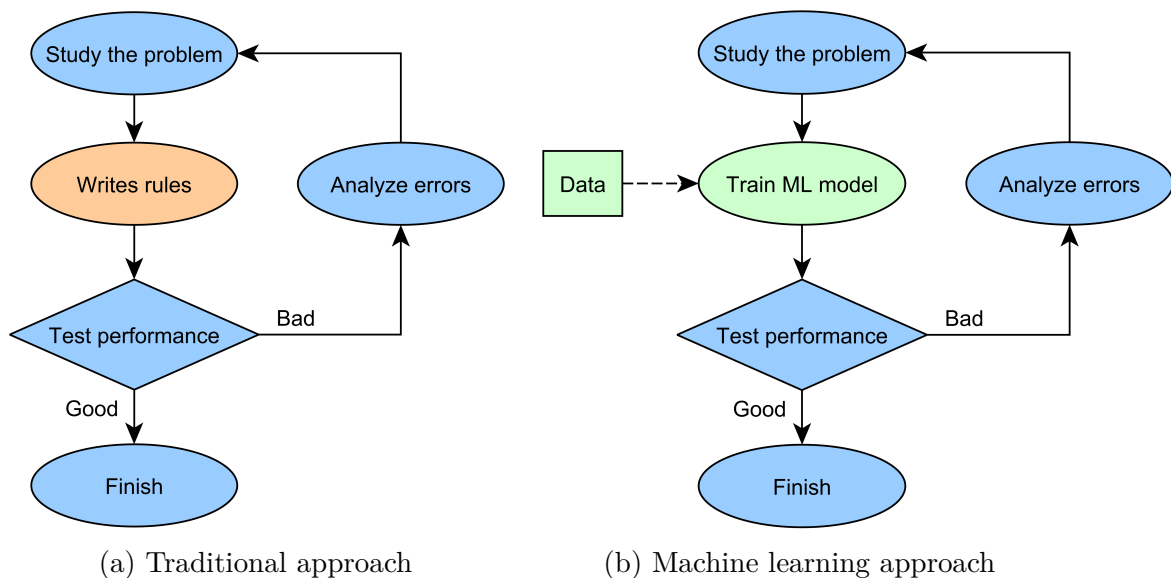 Study the problem
Writes rules
Analyze errors
Test performance
Bad
Good
Finish
(a) Traditional approach
Study the problem
Data
Train ML model
Analyze errors
Test performance
Bad
Good
Finish
(b) Machine learning approach